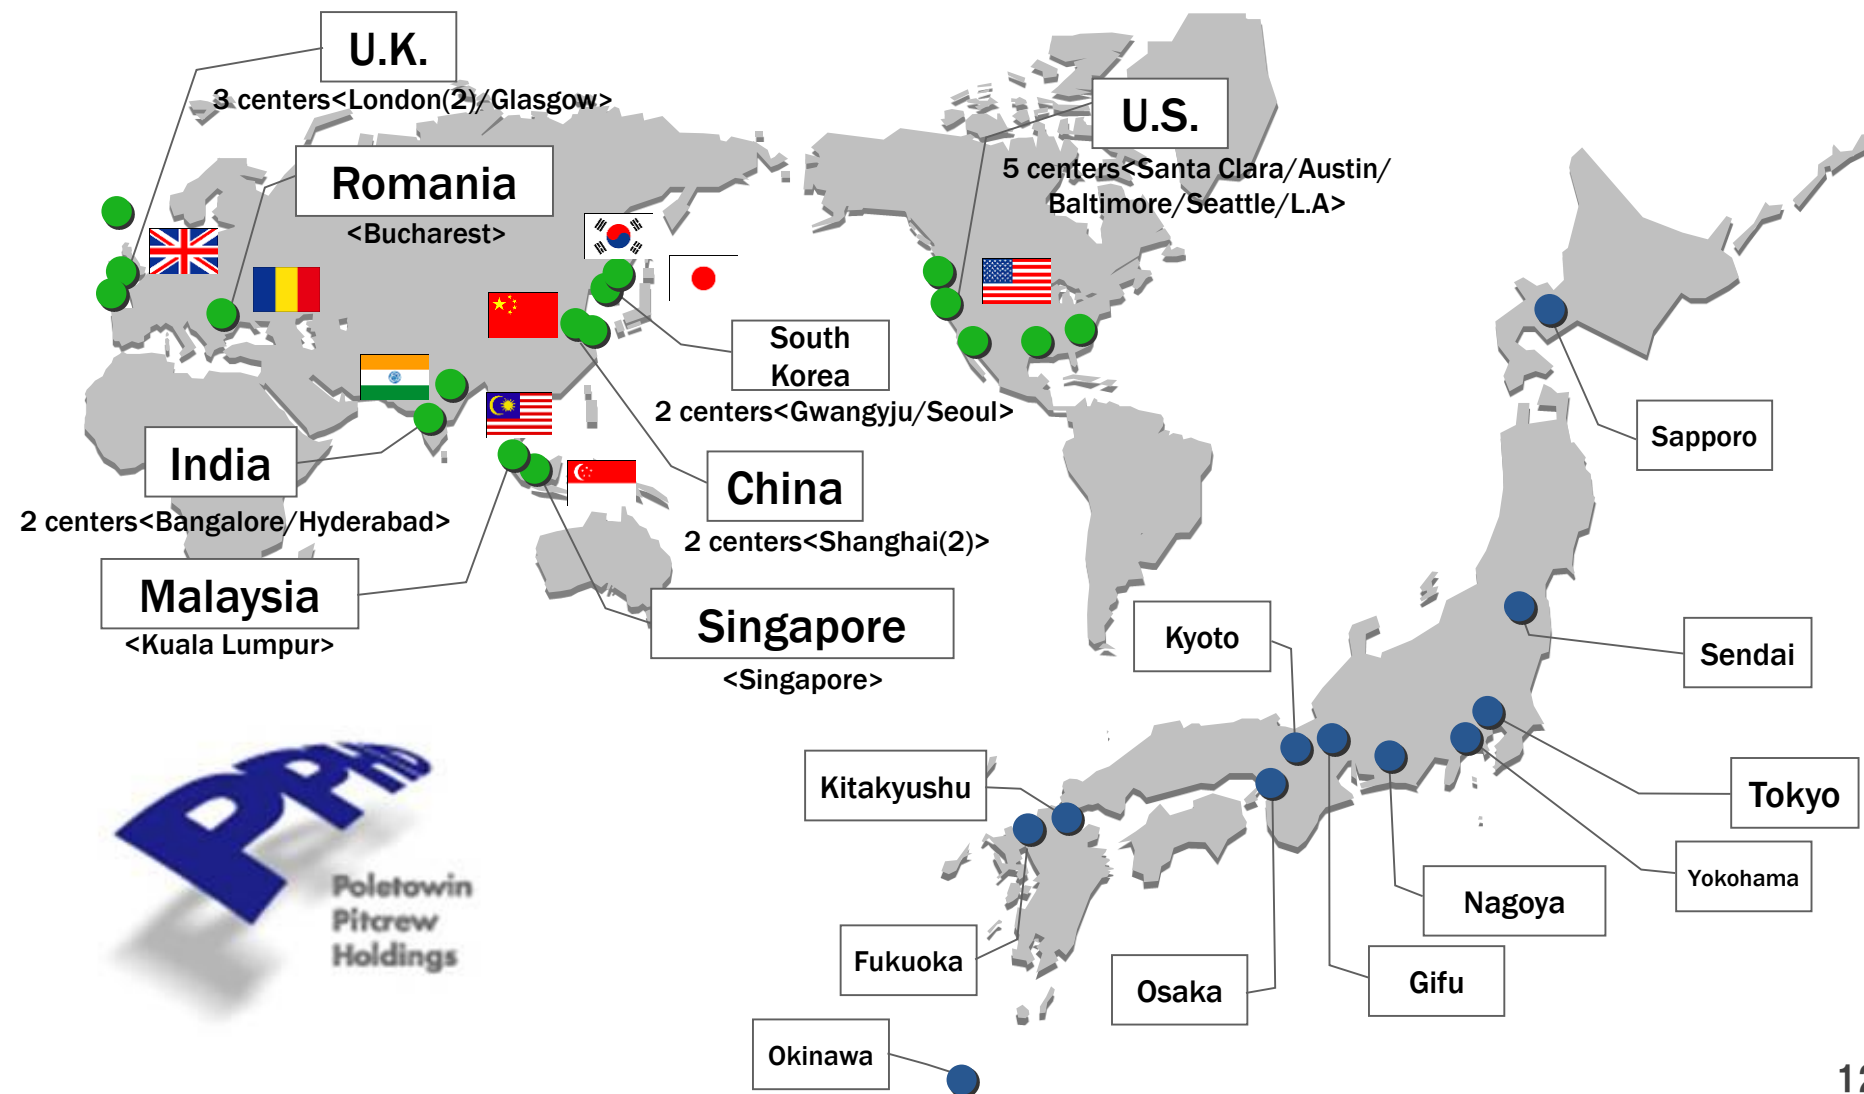 U.K.
3 centers<London(2)/Glasgow>
Romania
<Bucharest>
U.S.
5 centers<Santa Clara/Austin/
Baltimore/Seattle/L.A>
South
Korea
2 centers<Gwangyju/Seoul>
India
2 centers<Bangalore/Hyderabad>
China
2 centers<Shanghai(2)>
Malaysia
<Kuala Lumpur>
Singapore
<Singapore>
Sapporo
Sendai
Kyoto
Kitakyushu
Tokyo
Yokohama
Nagoya
Fukuoka
Osaka
Gifu
Okinawa
PPHD
Poletowin
Pitcrew
Holdings
12